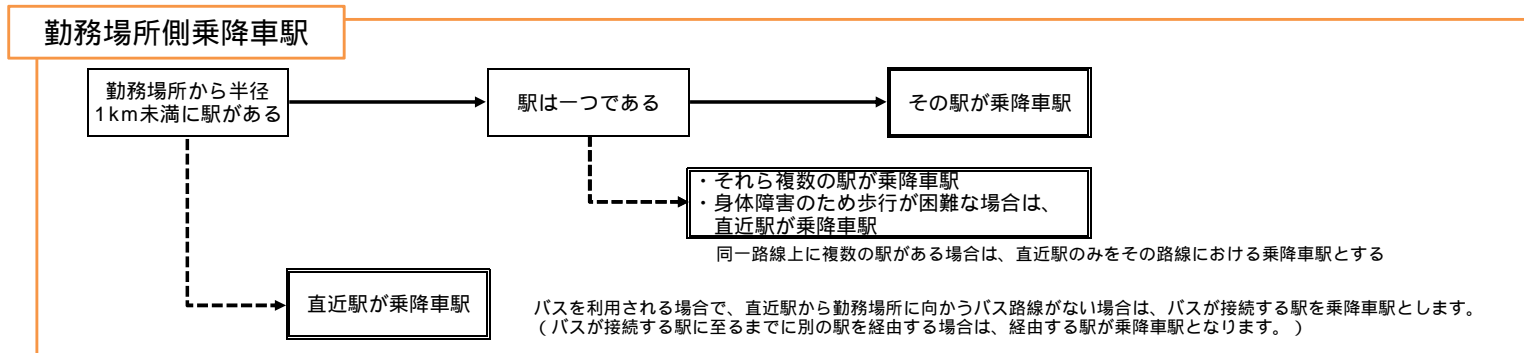 勤務場所側乗降車駅
勤務場所から半径
1km未満に駅がある
駅は一つである
その駅が乗降車駅
・それら複数の駅が乗降車駅
・身体障害のため歩行が困難な場合は、
直近駅が乗降車駅
同一路線上に複数の駅がある場合は、直近駅のみをその路線における乗降車駅とする
直近駅が乗降車駅
バスを利用される場合で、直近駅から勤務場所に向かうバス路線がない場合は、バスが接続する駅を乗降車駅とします。
(バスが接続する駅に至るまでに別の駅を経由する場合は、経由する駅が乗降車駅となります。)